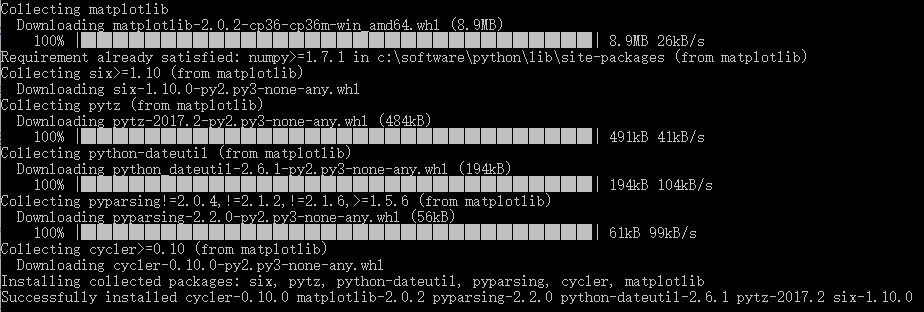 Collecting matplotlib
  Downloading matplotlib-2.0.2-cp36-cp36m-win_amd64.whl (8.9MB)
    100% |████████████████████████████████| 8.9MB 26kB/s
Requirement already satisfied: numpy>=1.7.1 in c:\software\python\lib\site-packages (from matplotlib)
Collecting six>=1.10 (from matplotlib)
  Downloading six-1.10.0-py2.py3-none-any.whl
Collecting pytz (from matplotlib)
  Downloading pytz-2017.2-py2.py3-none-any.whl (484kB)
    100% |████████████████████████████████| 491kB 41kB/s
Collecting python-dateutil (from matplotlib)
  Downloading python_dateutil-2.6.1-py2.py3-none-any.whl (194kB)
    100% |████████████████████████████████| 194kB 104kB/s
Collecting pyparsing!=2.0.4,!=2.1.2,!=2.1.6,>=1.5.6 (from matplotlib)
  Downloading pyparsing-2.2.0-py2.py3-none-any.whl (56kB)
    100% |████████████████████████████████| 61kB 99kB/s
Collecting cycler>=0.10 (from matplotlib)
  Downloading cycler-0.10.0-py2.py3-none-any.whl
Installing collected packages: six, pytz, python-dateutil, pyparsing, cycler, matplotlib
Successfully installed cycler-0.10.0 matplotlib-2.0.2 pyparsing-2.2.0 python-dateutil-2.6.1 pytz-2017.2 six-1.10.0